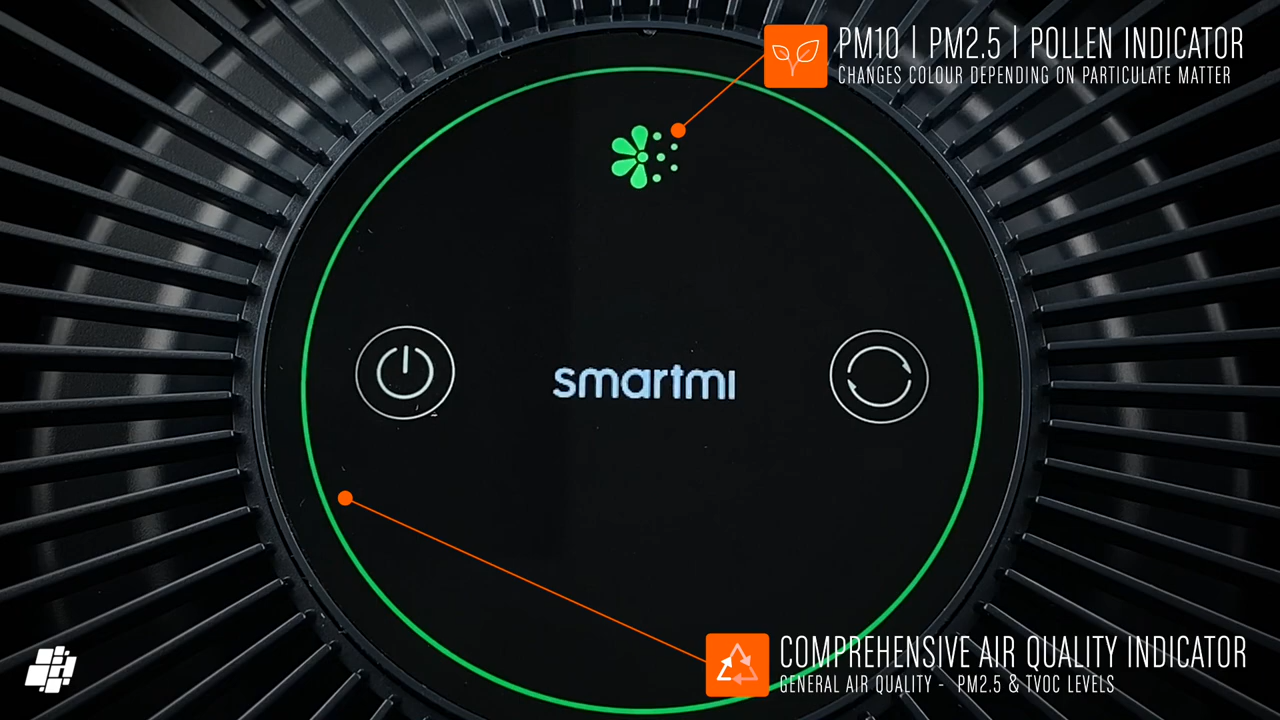 PM10 | PM2.5 | POLLEN INDICATOR
CHANGES COLOUR DEPENDING ON PARTICULATE MATTER
smartmi
COMPREHENSIVE AIR QUALITY INDICATOR
GENERAL AIR QUALITY - PM2.5 & TVOC LEVELS